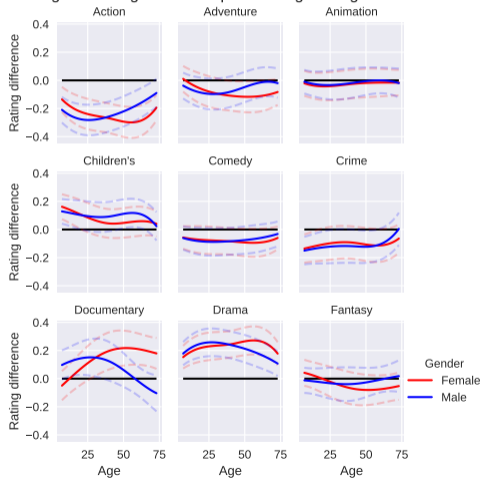 Action Adventure Animation
Rating difference
0.4
0.2
0.0
−0.2
−0.4
Children's Comedy Crime
Rating difference
0.4
0.2
0.0
−0.2
−0.4
Documentary Drama Fantasy
Rating difference
0.4
0.2
0.0
−0.2
−0.4
25 50 75 25 50 75 25 50 75
Age Age Age
Gender
Female
Male